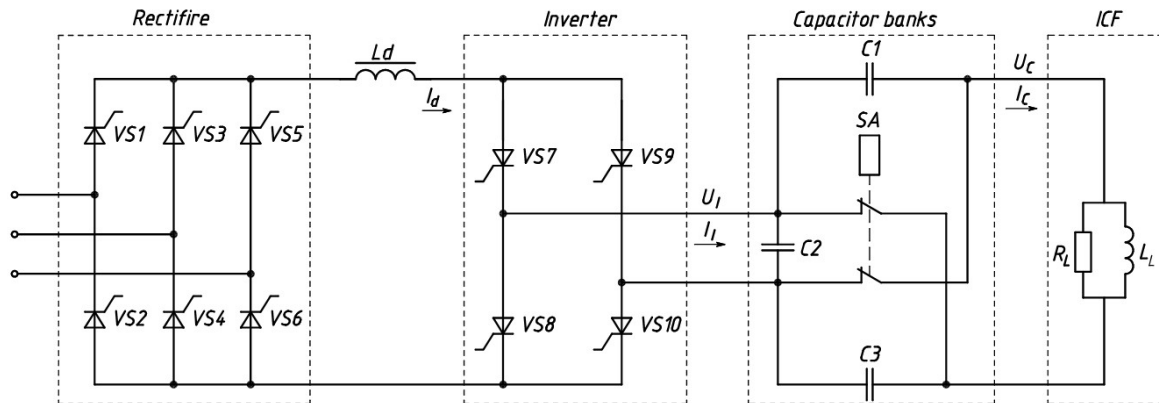 Rectifire
Inverter
Capacitor banks
ICF
Ld
Id
C1
UC
IC
VS1
VS3
VS5
VS7
VS9
SA
UI
II
C2
RL
LL
VS2
VS4
VS6
VS8
VS10
C3